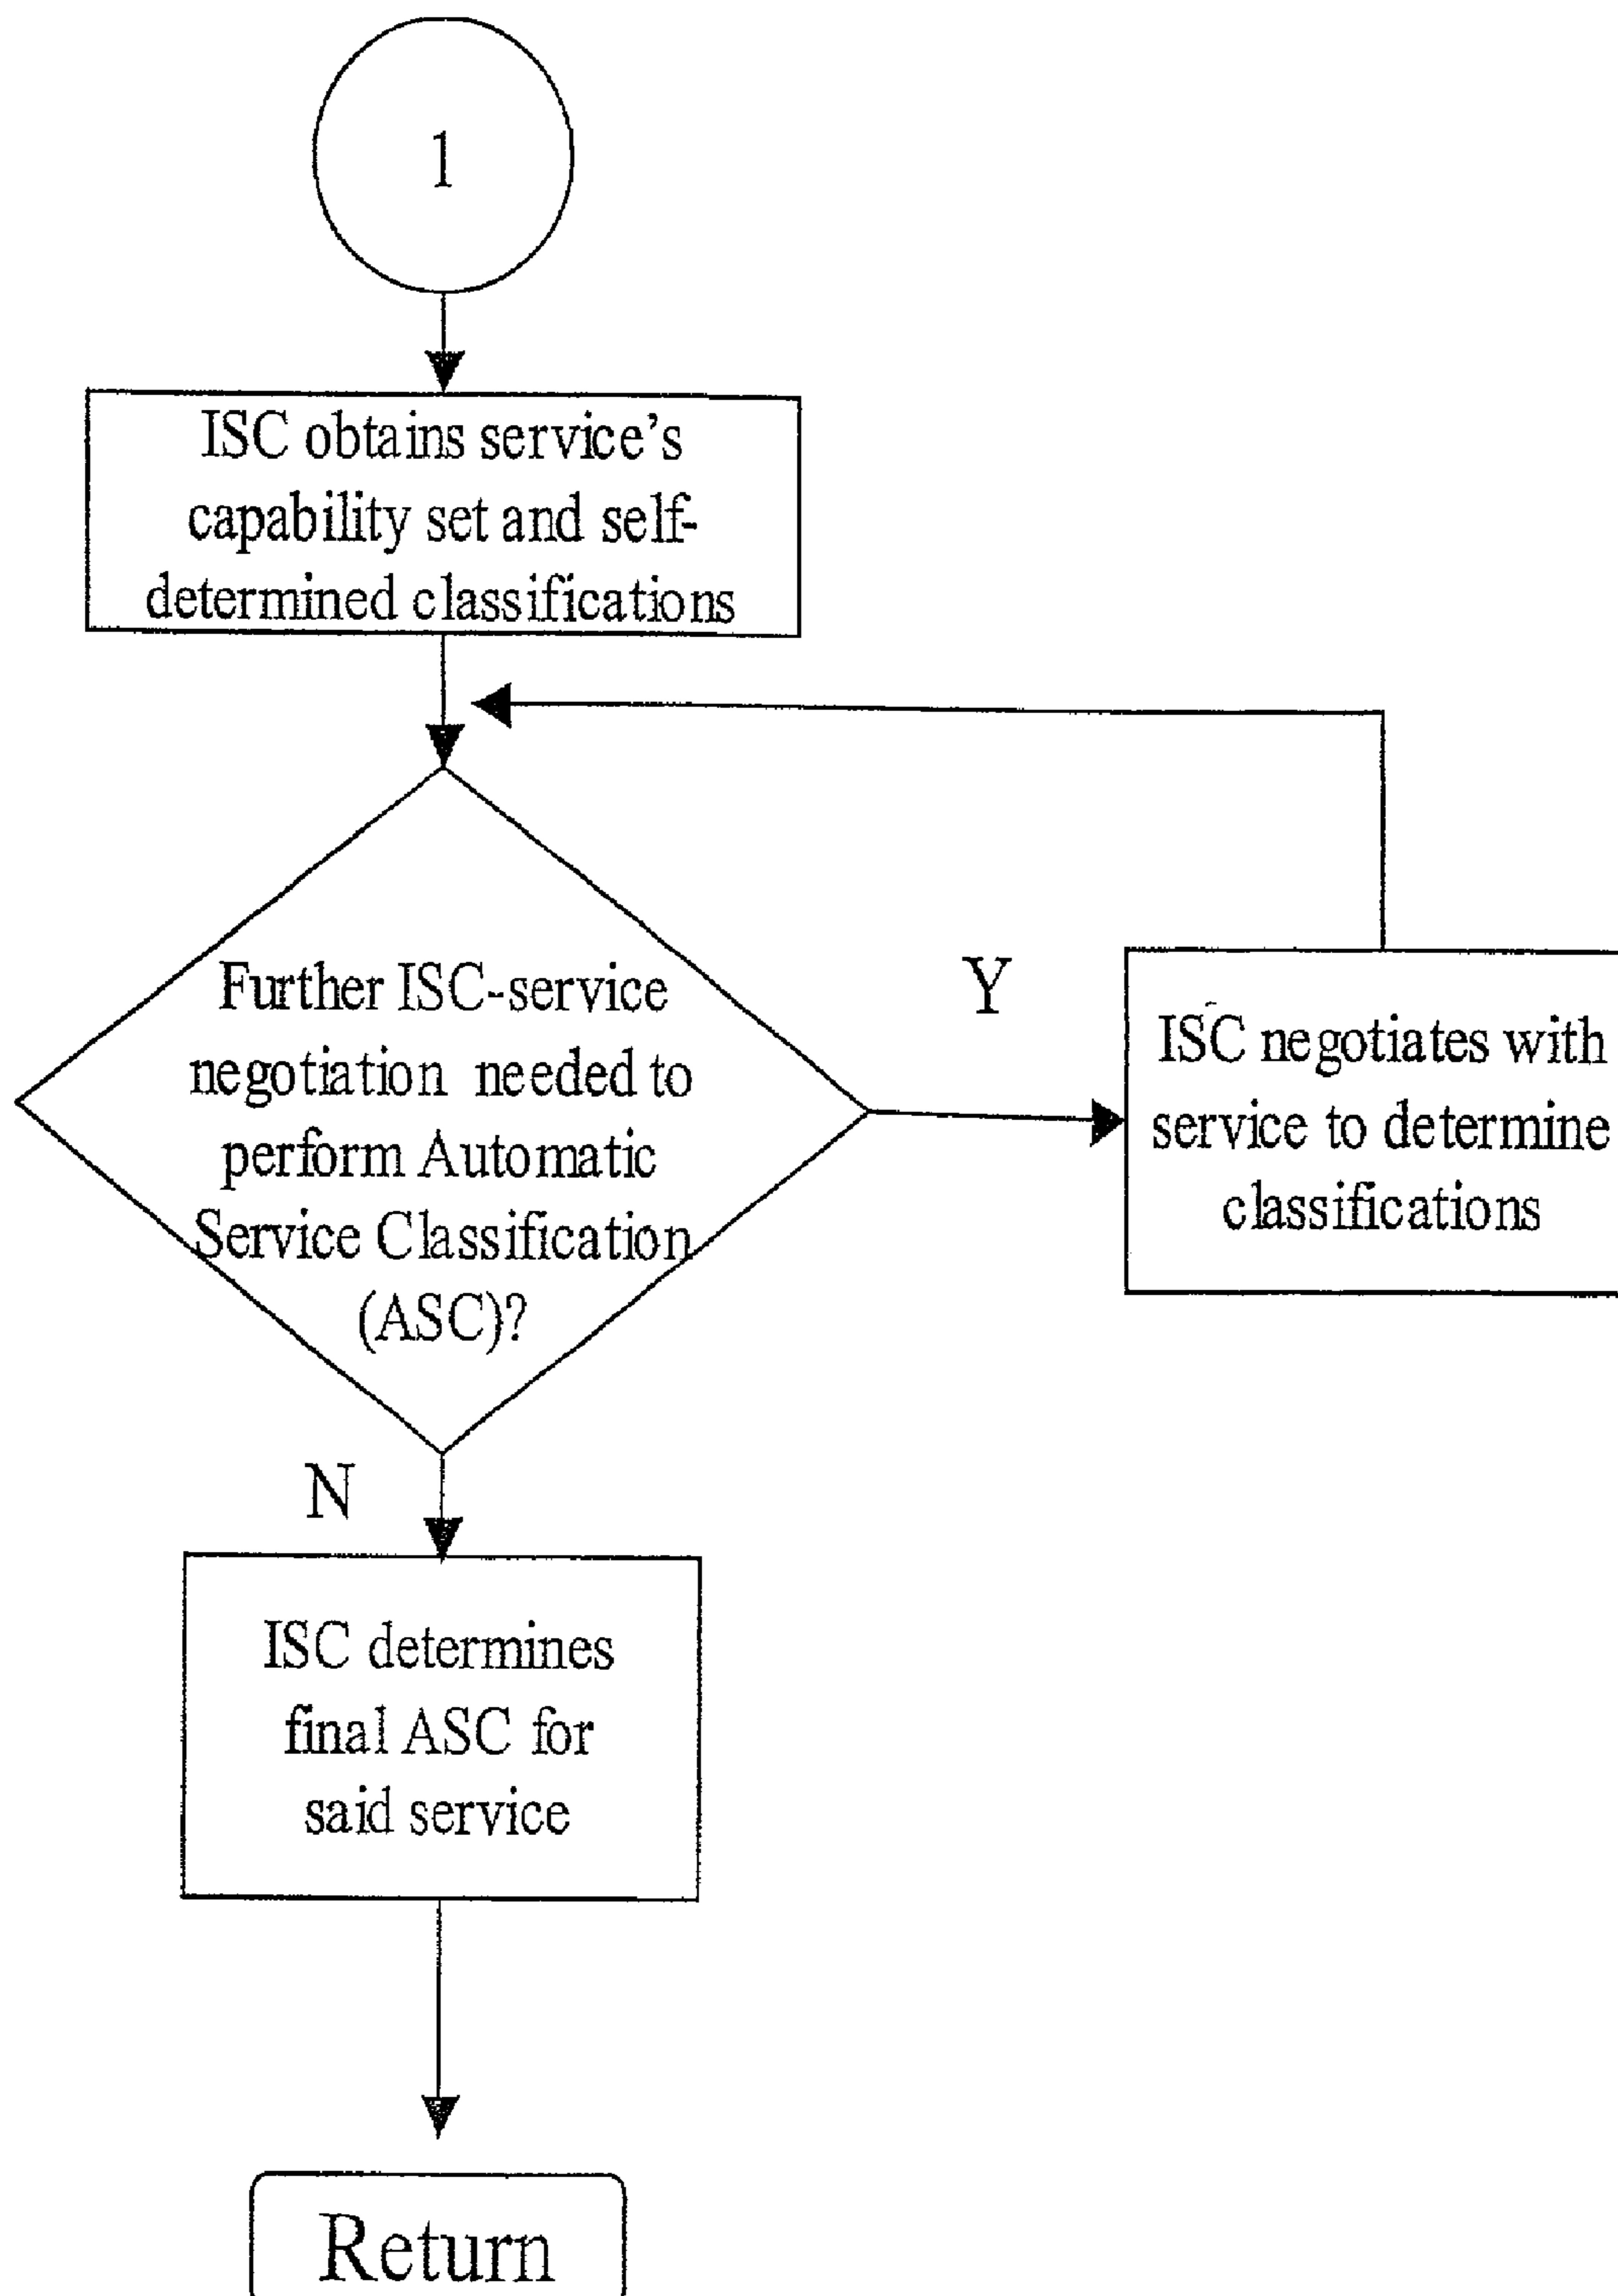 1
ISC obtains service's
capability set and self-
determined classifications
Further ISC-service
negotiation needed to
perform Automatic
Service Classification
(ASC)?
Y
ISC negotiates with
service to determine
classifications
N
ISC determines
final ASC for
said service
Return